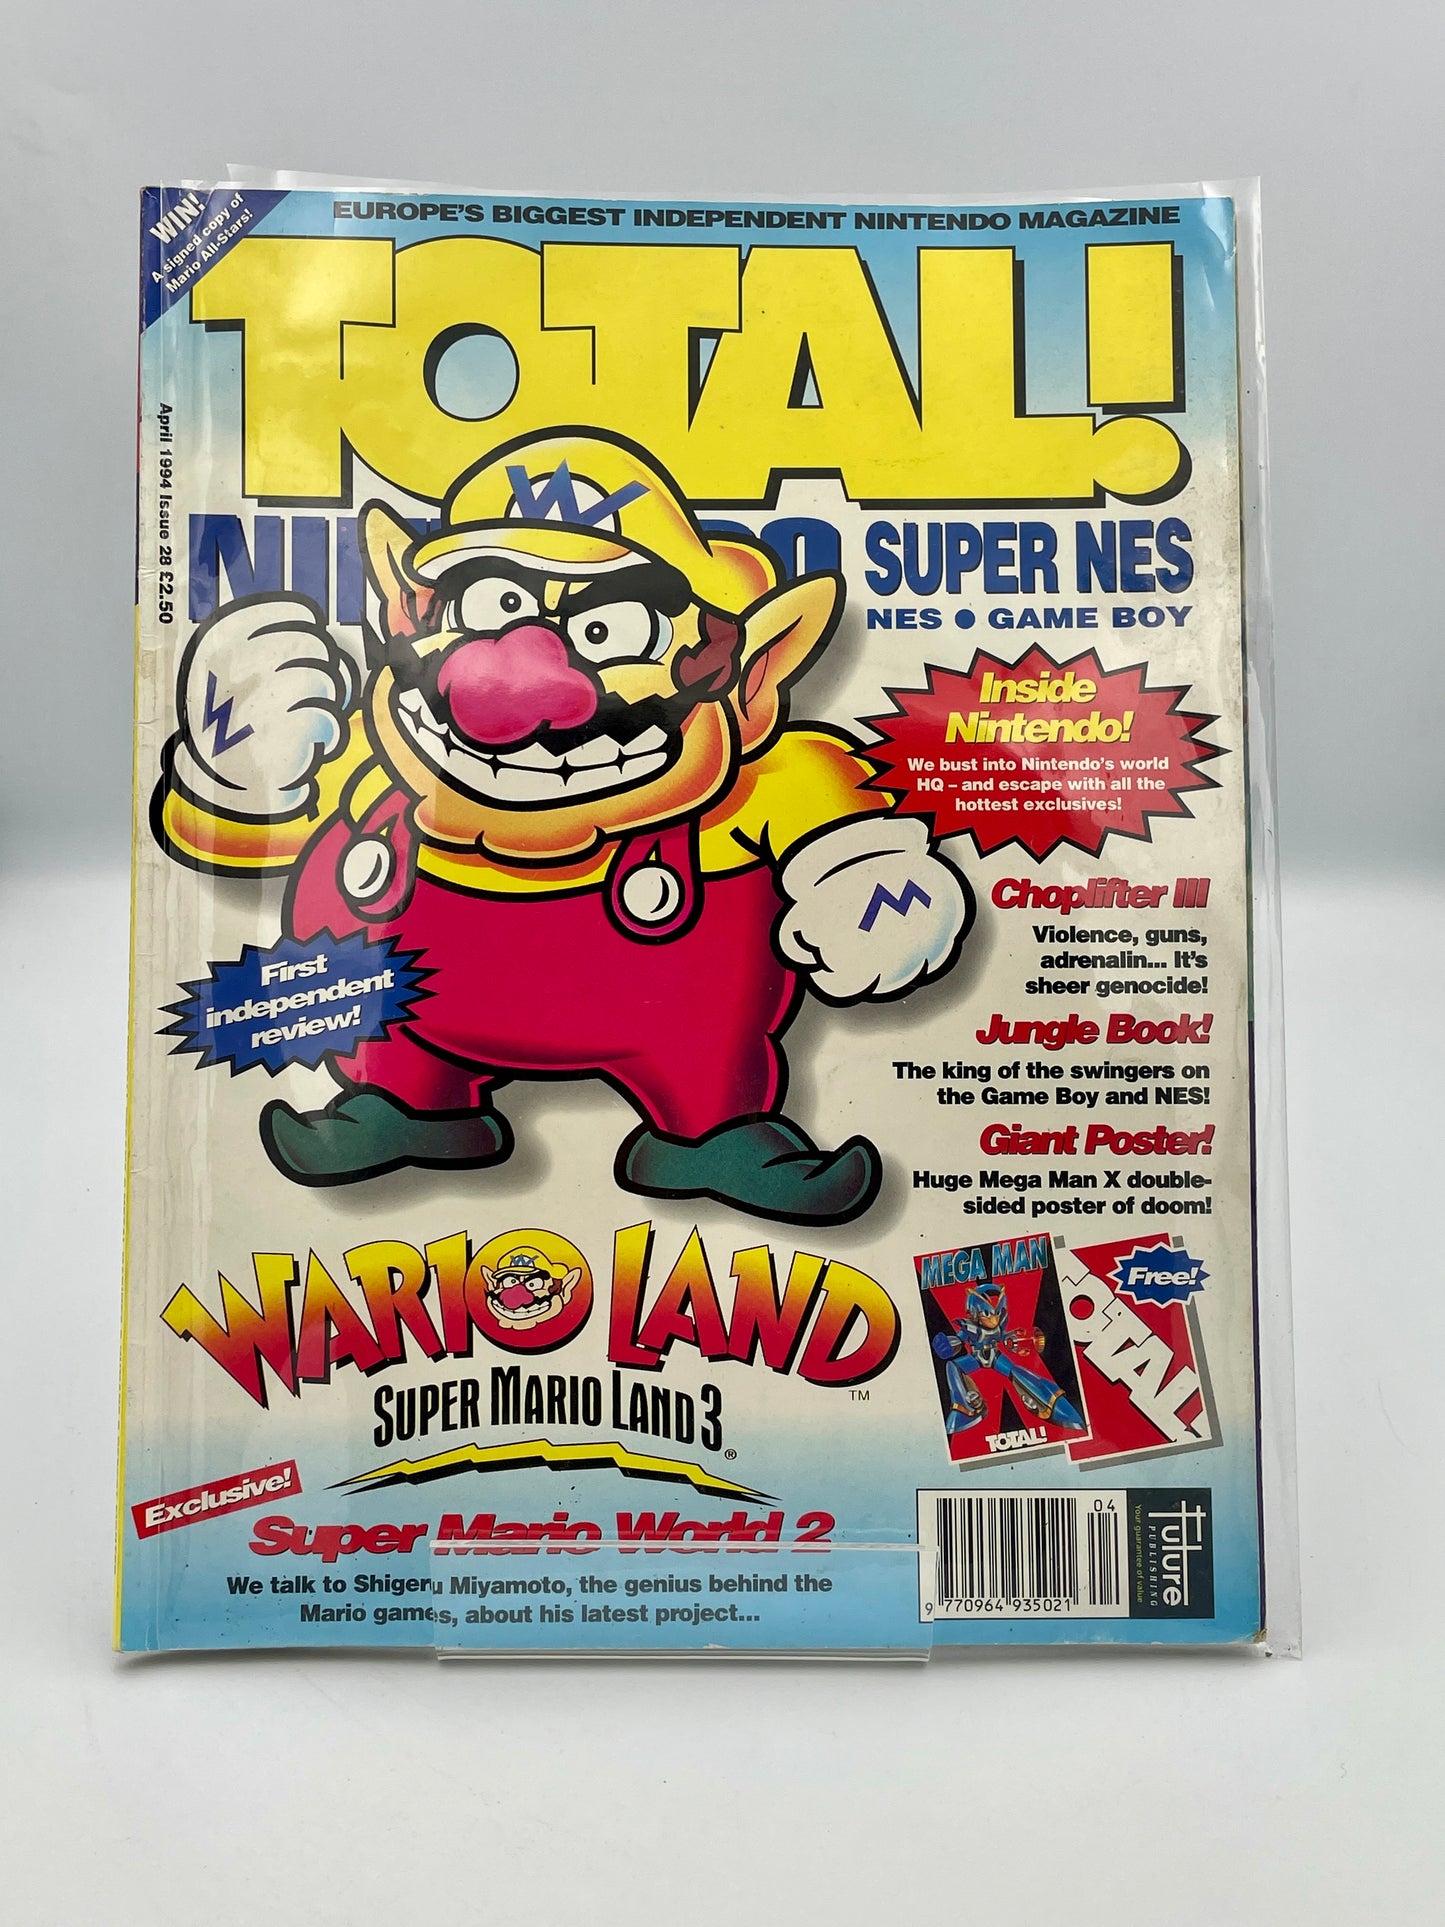 WIN!
A signed copy of
Mario All-Stars!
EUROPE'S BIGGEST INDEPENDENT NINTENDO MAGAZINE
TOTAL!
SUPER NES
NES • GAME BOY
April 1994 Issue 28 £2.50
W
W
M
Inside
Nintendo!
We bust into Nintendo's world
HQ – and escape with all the
hottest exclusives!
Choplifter III
Violence, guns,
adrenalin... It's
sheer genocide!
First
independent
review!
Jungle Book!
The king of the swingers on
the Game Boy and NES!
Giant Poster!
Huge Mega Man X double-
sided poster of doom!
WARIO LAND
TM
SUPER MARIO LAND 3
®
MEGA MAN
X
TOTAL!
TOTAL!
Free!
Exclusive!
Super Mario World 2
We talk to Shigeru Miyamoto, the genius behind the
Mario games, about his latest project...
04
9 770964 935021
Future
PUBLISHING
Your guarantee of value